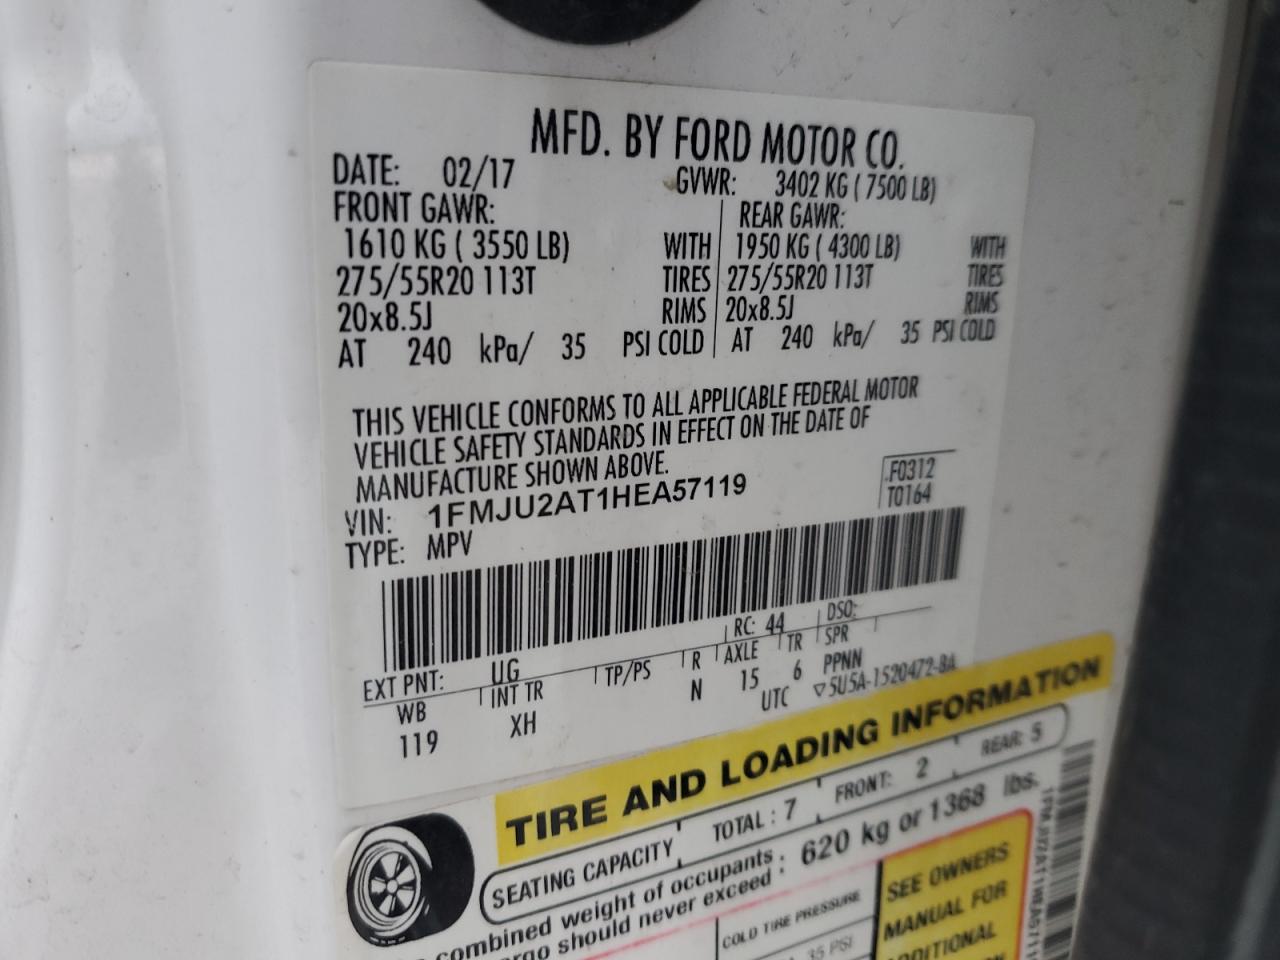 MFD. BY FORD MOTOR CO.
DATE: 02/17 GVWR: 3402 KG ( 7500 LB)
FRONT GAWR: REAR GAWR:
1610 KG ( 3550 LB) WITH 1950 KG ( 4300 LB) WITH
275/55R20 113T TIRES 275/55R20 113T TIRES
20x8.5J RIMS 20x8.5J RIMS
AT 240 kPa/ 35 PSI COLD AT 240 kPa/ 35 PSI COLD
THIS VEHICLE CONFORMS TO ALL APPLICABLE FEDERAL MOTOR
VEHICLE SAFETY STANDARDS IN EFFECT ON THE DATE OF
MANUFACTURE SHOWN ABOVE.
F0312
T0164
VIN: 1FMJU2AT1HEA57119
TYPE: MPV
EXT PNT: UG RC: 44 DSO:
WB INT TR TP/PS R AXLE TR SPR
119 XH N 15 6 PPNN
UTC ▽5U5A-1520472-BA
TIRE AND LOADING INFORMATION
SEATING CAPACITY TOTAL : 7 FRONT: 2 REAR: 5
combined weight of occupants : 620 kg or 1368 lbs.
should never exceed :
COLD TIRE PRESSURE
35 PSI
SEE OWNERS
MANUAL FOR